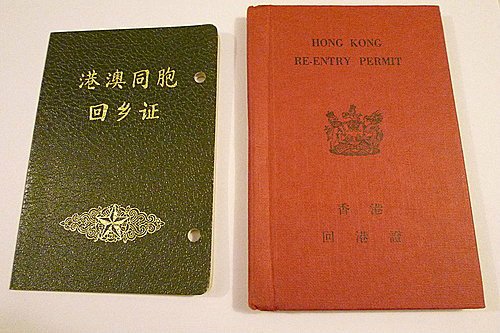 港澳同胞
回乡证
HONG KONG
RE-ENTRY PERMIT
香港
回港證